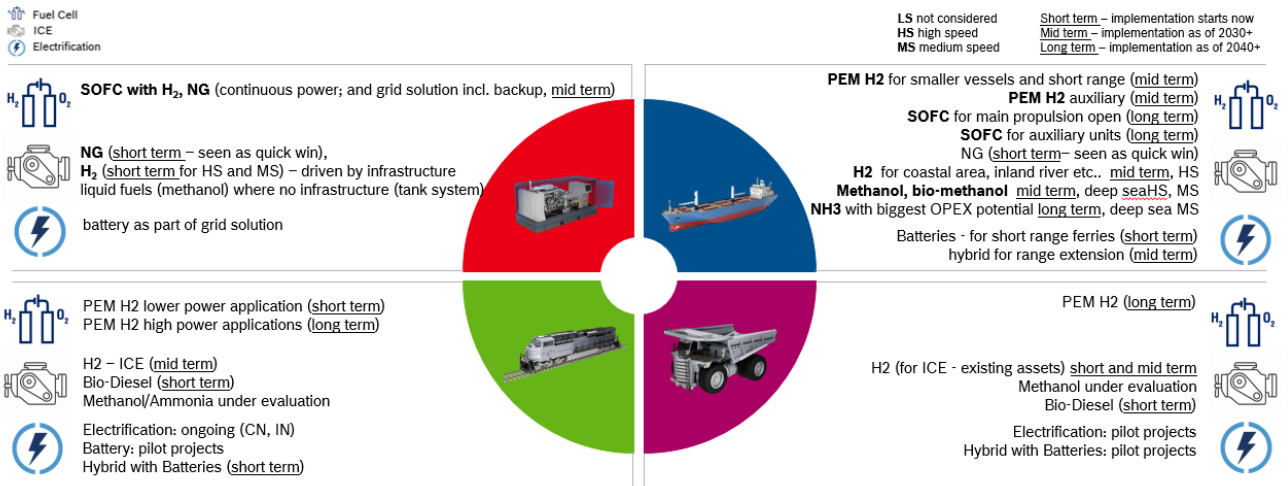 Fuel Cell
ICE
Electrification
LS not considered
HS high speed
MS medium speed
Short term – implementation starts now
Mid term – implementation as of 2030+
Long term – implementation as of 2040+
H2 O2
SOFC with H2, NG (continuous power; and grid solution incl. backup, mid term)
NG (short term – seen as quick win),
H2 (short term for HS and MS) – driven by infrastructure
liquid fuels (methanol) where no infrastructure (tank system)
battery as part of grid solution
PEM H2 for smaller vessels and short range (mid term)
PEM H2 auxiliary (mid term)
SOFC for main propulsion open (long term)
SOFC for auxiliary units (long term)
H2 O2
NG (short term– seen as quick win)
H2 for coastal area, inland river etc.. mid term, HS
Methanol, bio-methanol mid term, deep seaHS, MS
NH3 with biggest OPEX potential long term, deep sea MS
Batteries - for short range ferries (short term)
hybrid for range extension (mid term)
H2 O2
PEM H2 lower power application (short term)
PEM H2 high power applications (long term)
H2 – ICE (mid term)
Bio-Diesel (short term)
Methanol/Ammonia under evaluation
Electrification: ongoing (CN, IN)
Battery: pilot projects
Hybrid with Batteries (short term)
PEM H2 (long term)
H2 O2
H2 (for ICE - existing assets) short and mid term
Methanol under evaluation
Bio-Diesel (short term)
Electrification: pilot projects
Hybrid with Batteries: pilot projects